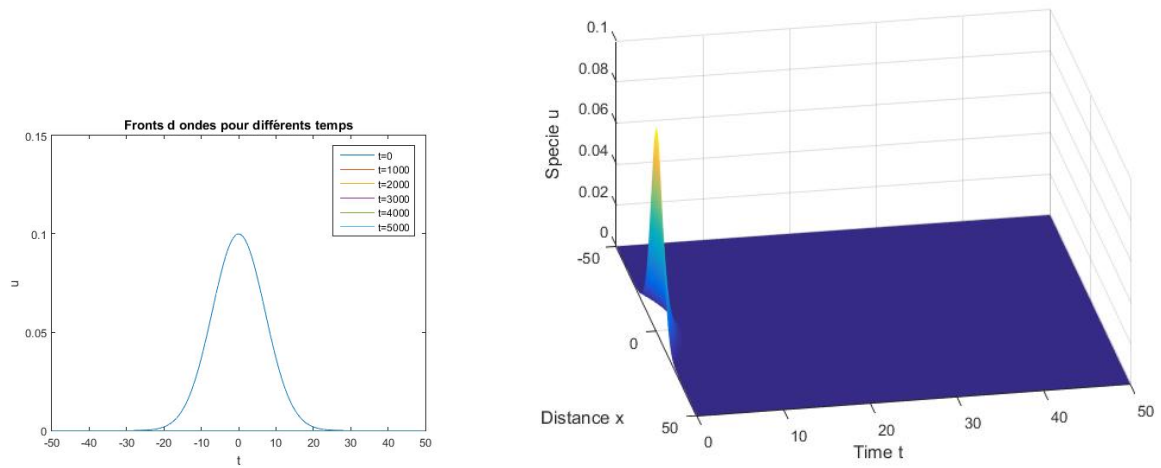 Fronts d ondes pour différents temps
0.15
0.1
0.05
0
u
t=0
t=1000
t=2000
t=3000
t=4000
t=5000
-50 -40 -30 -20 -10 0 10 20 30 40 50
t
0.1
0.08
0.06
0.04
0.02
0
Specie u
-50
0
50
Distance x
0 10 20 30 40 50
Time t